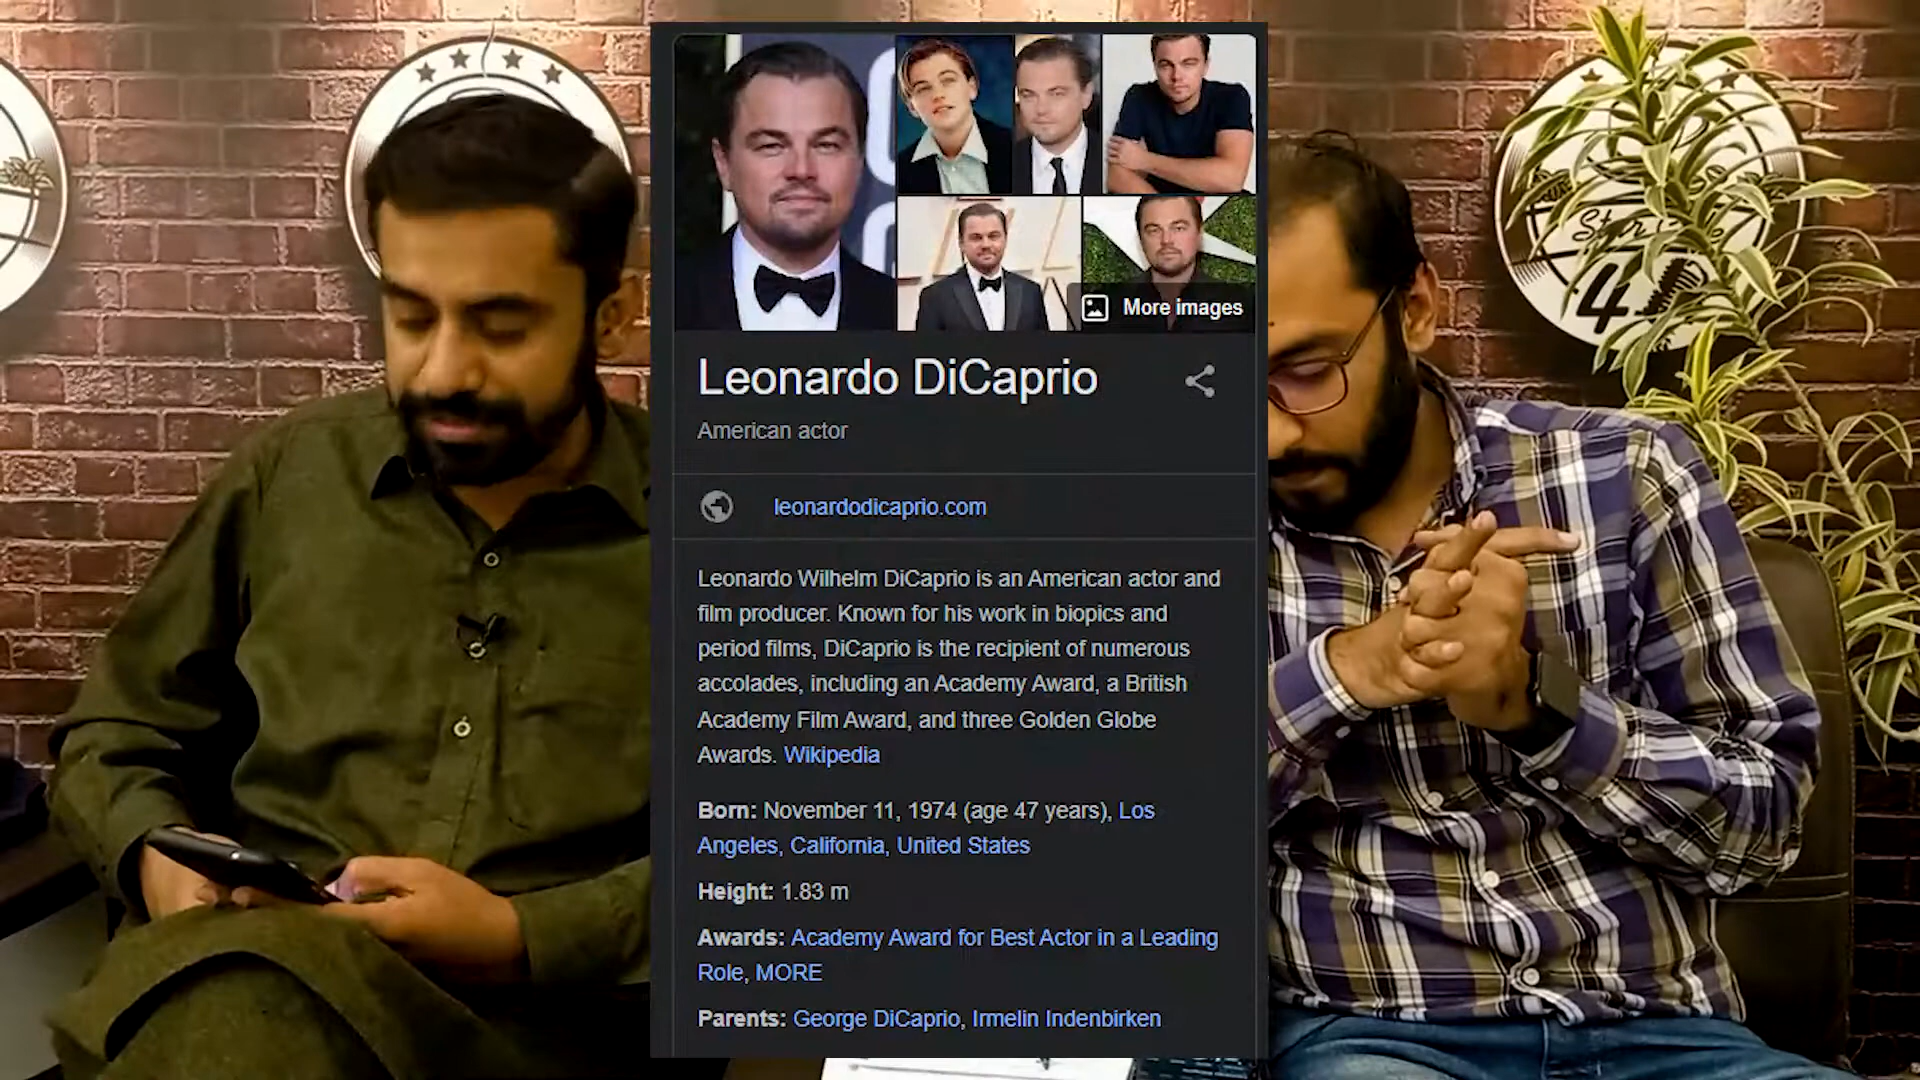 More images
Leonardo DiCaprio
American actor
leonardodicaprio.com
Leonardo Wilhelm DiCaprio is an American actor and
film producer. Known for his work in biopics and
period films, DiCaprio is the recipient of numerous
accolades, including an Academy Award, a British
Academy Film Award, and three Golden Globe
Awards. Wikipedia
Born: November 11, 1974 (age 47 years), Los
Angeles, California, United States
Height: 1.83 m
Awards: Academy Award for Best Actor in a Leading
Role, MORE
Parents: George DiCaprio, Irmelin Indenbirken
4